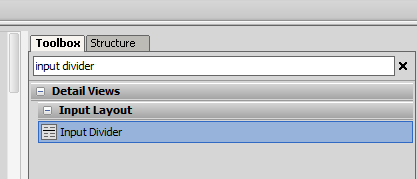 Toolbox Structure
input divider
Detail Views
Input Layout
Input Divider